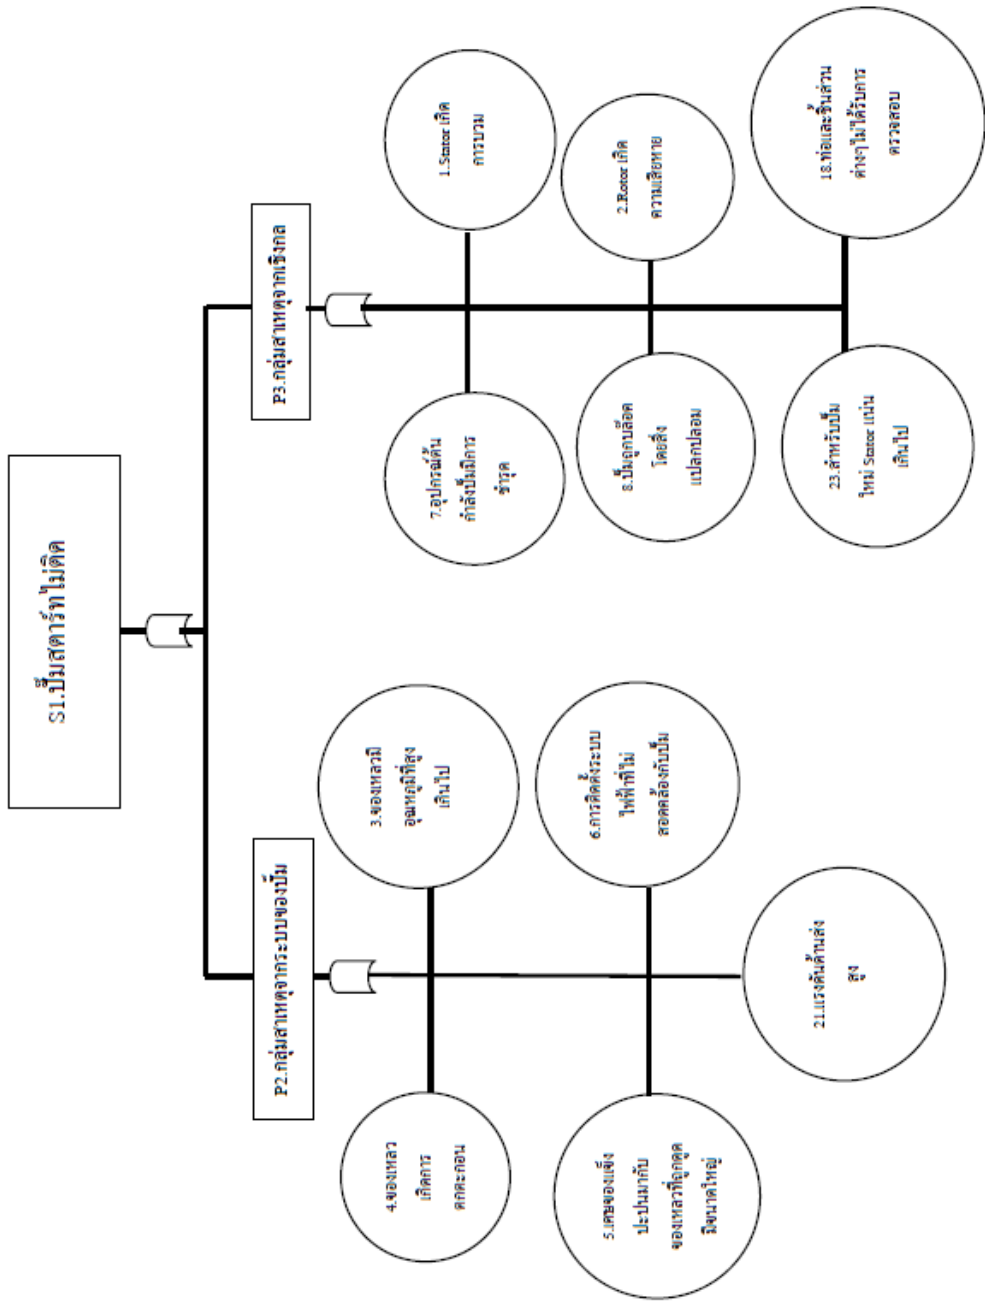 S1.ปั๊มสตาร์ทไม่ติด
P2.กลุ่มสาเหตุจากระบบของปั๊ม
P3.กลุ่มสาเหตุจากเชิงกล
4.ของเหลว
เกิดการ
ตกตะกอน
3.ของเหลวมี
อุณหภูมิที่สูง
เกินไป
7.อุปกรณ์ต้น
กำลังปั๊มมีการ
ชำรุด
1.Stator เกิด
การบวม
5.เศษของแข็ง
ปะปนมากับ
ของเหลวที่ถูกดูด
มีขนาดใหญ่
6.การติดตั้งระบบ
ไฟฟ้าที่ไม่
สอดคล้องกับปั๊ม
8.ปั๊มถูกบล๊อค
โดยสิ่ง
แปลกปลอม
2.Rotor เกิด
ความเสียหาย
21.แรงดันด้านส่ง
สูง
23.สำหรับปั๊ม
ใหม่ Stator แน่น
เกินไป
18.ท่อและชิ้นส่วน
ต่างๆไม่ได้รับการ
ตรวจสอบ